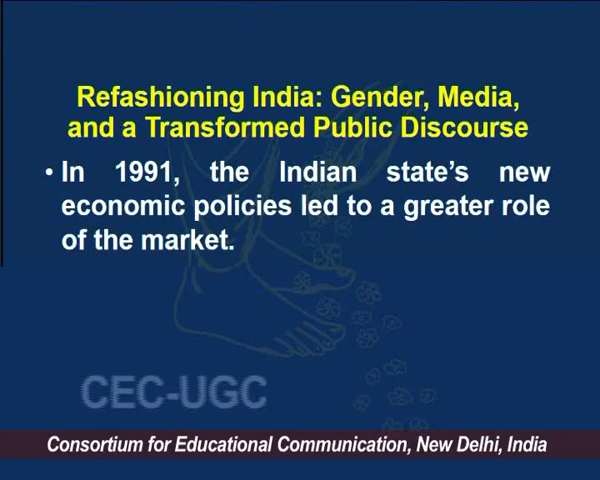 Refashioning India: Gender, Media,
and a Transformed Public Discourse
• In 1991, the Indian state's new
economic policies led to a greater role
of the market.
CEC-UGC
Consortium for Educational Communication, New Delhi, India